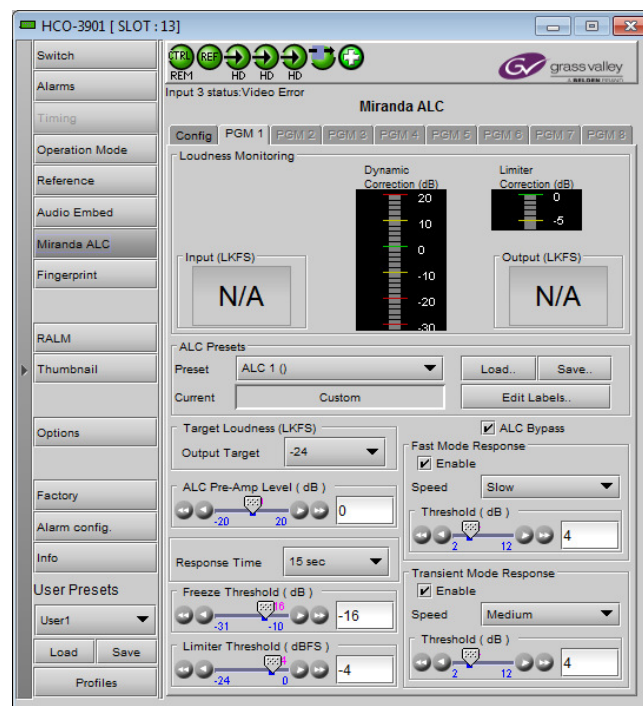 HCO-3901 [ SLOT : 13]
Switch
Alarms
Timing
Operation Mode
Reference
Audio Embed
Miranda ALC
Fingerprint
RALM
Thumbnail
Options
Factory
Alarm config.
Info
User Presets
User1
Load Save
Profiles
CTRL REF
REM HD HD HD
grass valley
A BELDEN BRAND
Input 3 status:Video Error
Miranda ALC
Config PGM 1 PGM 2 PGM 3 PGM 4 PGM 5 PGM 6 PGM 7 PGM 8
Loudness Monitoring
Dynamic Correction (dB)
20
10
0
-10
-20
-30
Limiter Correction (dB)
0
-5
Input (LKFS)
N/A
Output (LKFS)
N/A
ALC Presets
Preset ALC 1 () Load.. Save..
Current Custom Edit Labels..
Target Loudness (LKFS)
Output Target -24
ALC Pre-Amp Level ( dB )
-20 20 0
Response Time 15 sec
Freeze Threshold ( dB )
-16
-31 -10 -16
Limiter Threshold ( dBFS )
-24 0 -4
ALC Bypass
Fast Mode Response
Enable
Speed Slow
Threshold ( dB )
2 12 4
Transient Mode Response
Enable
Speed Medium
Threshold ( dB )
2 12 4